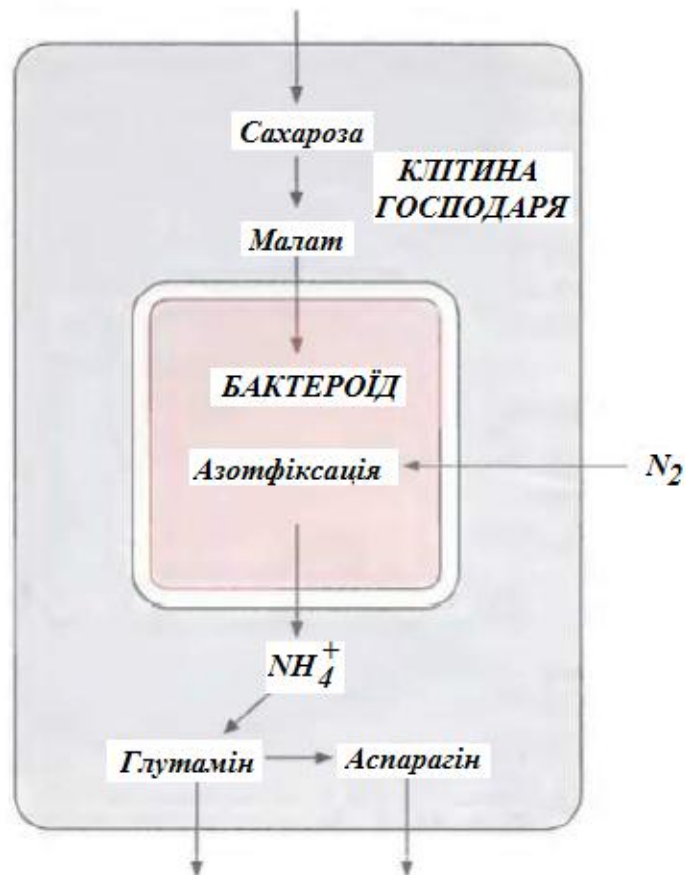 Сахароза
КЛІТИНА
ГОСПОДАРЯ
Малат
БАКТЕРОЇД
Азотфіксація
N2
NH4+
Глутамін
Аспарагін